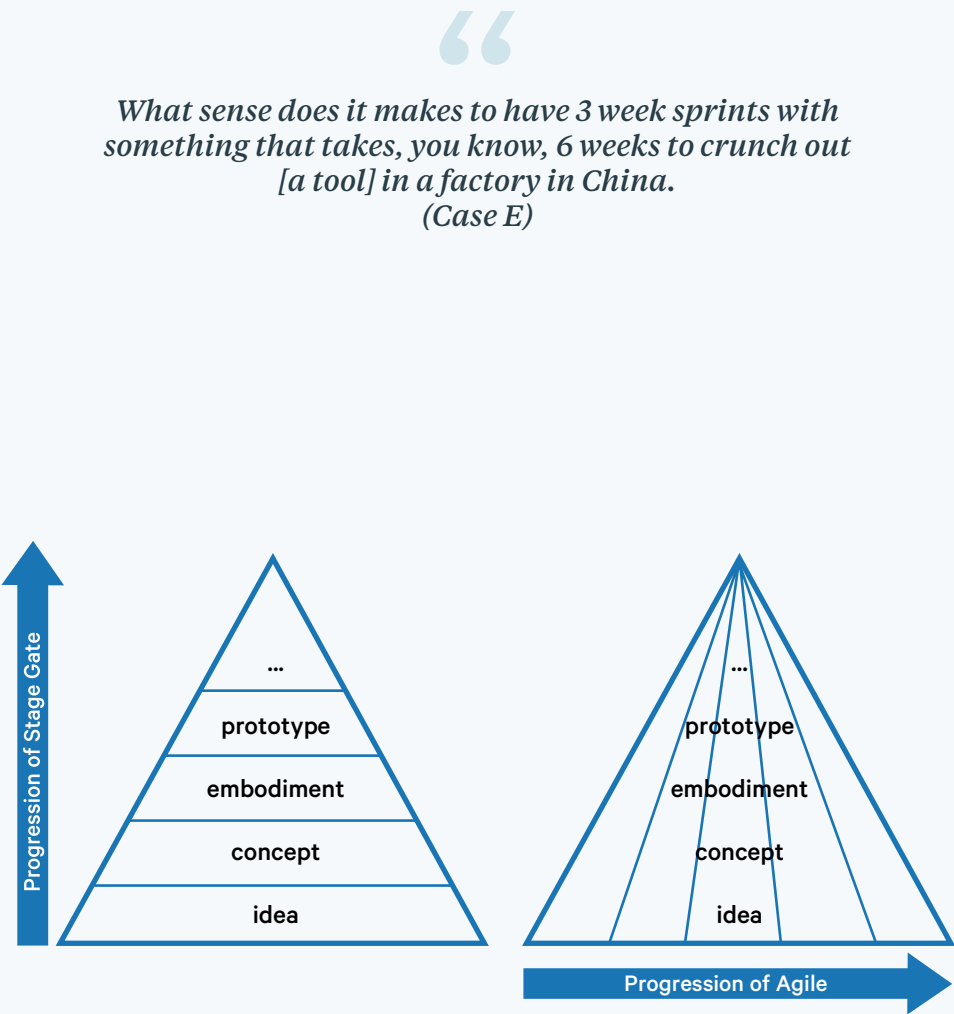 “
What sense does it makes to have 3 week sprints with
something that takes, you know, 6 weeks to crunch out
[a tool] in a factory in China.
(Case E)
Progression of Stage Gate
...
prototype
embodiment
concept
idea
...
prototype
embodiment
concept
idea
Progression of Agile